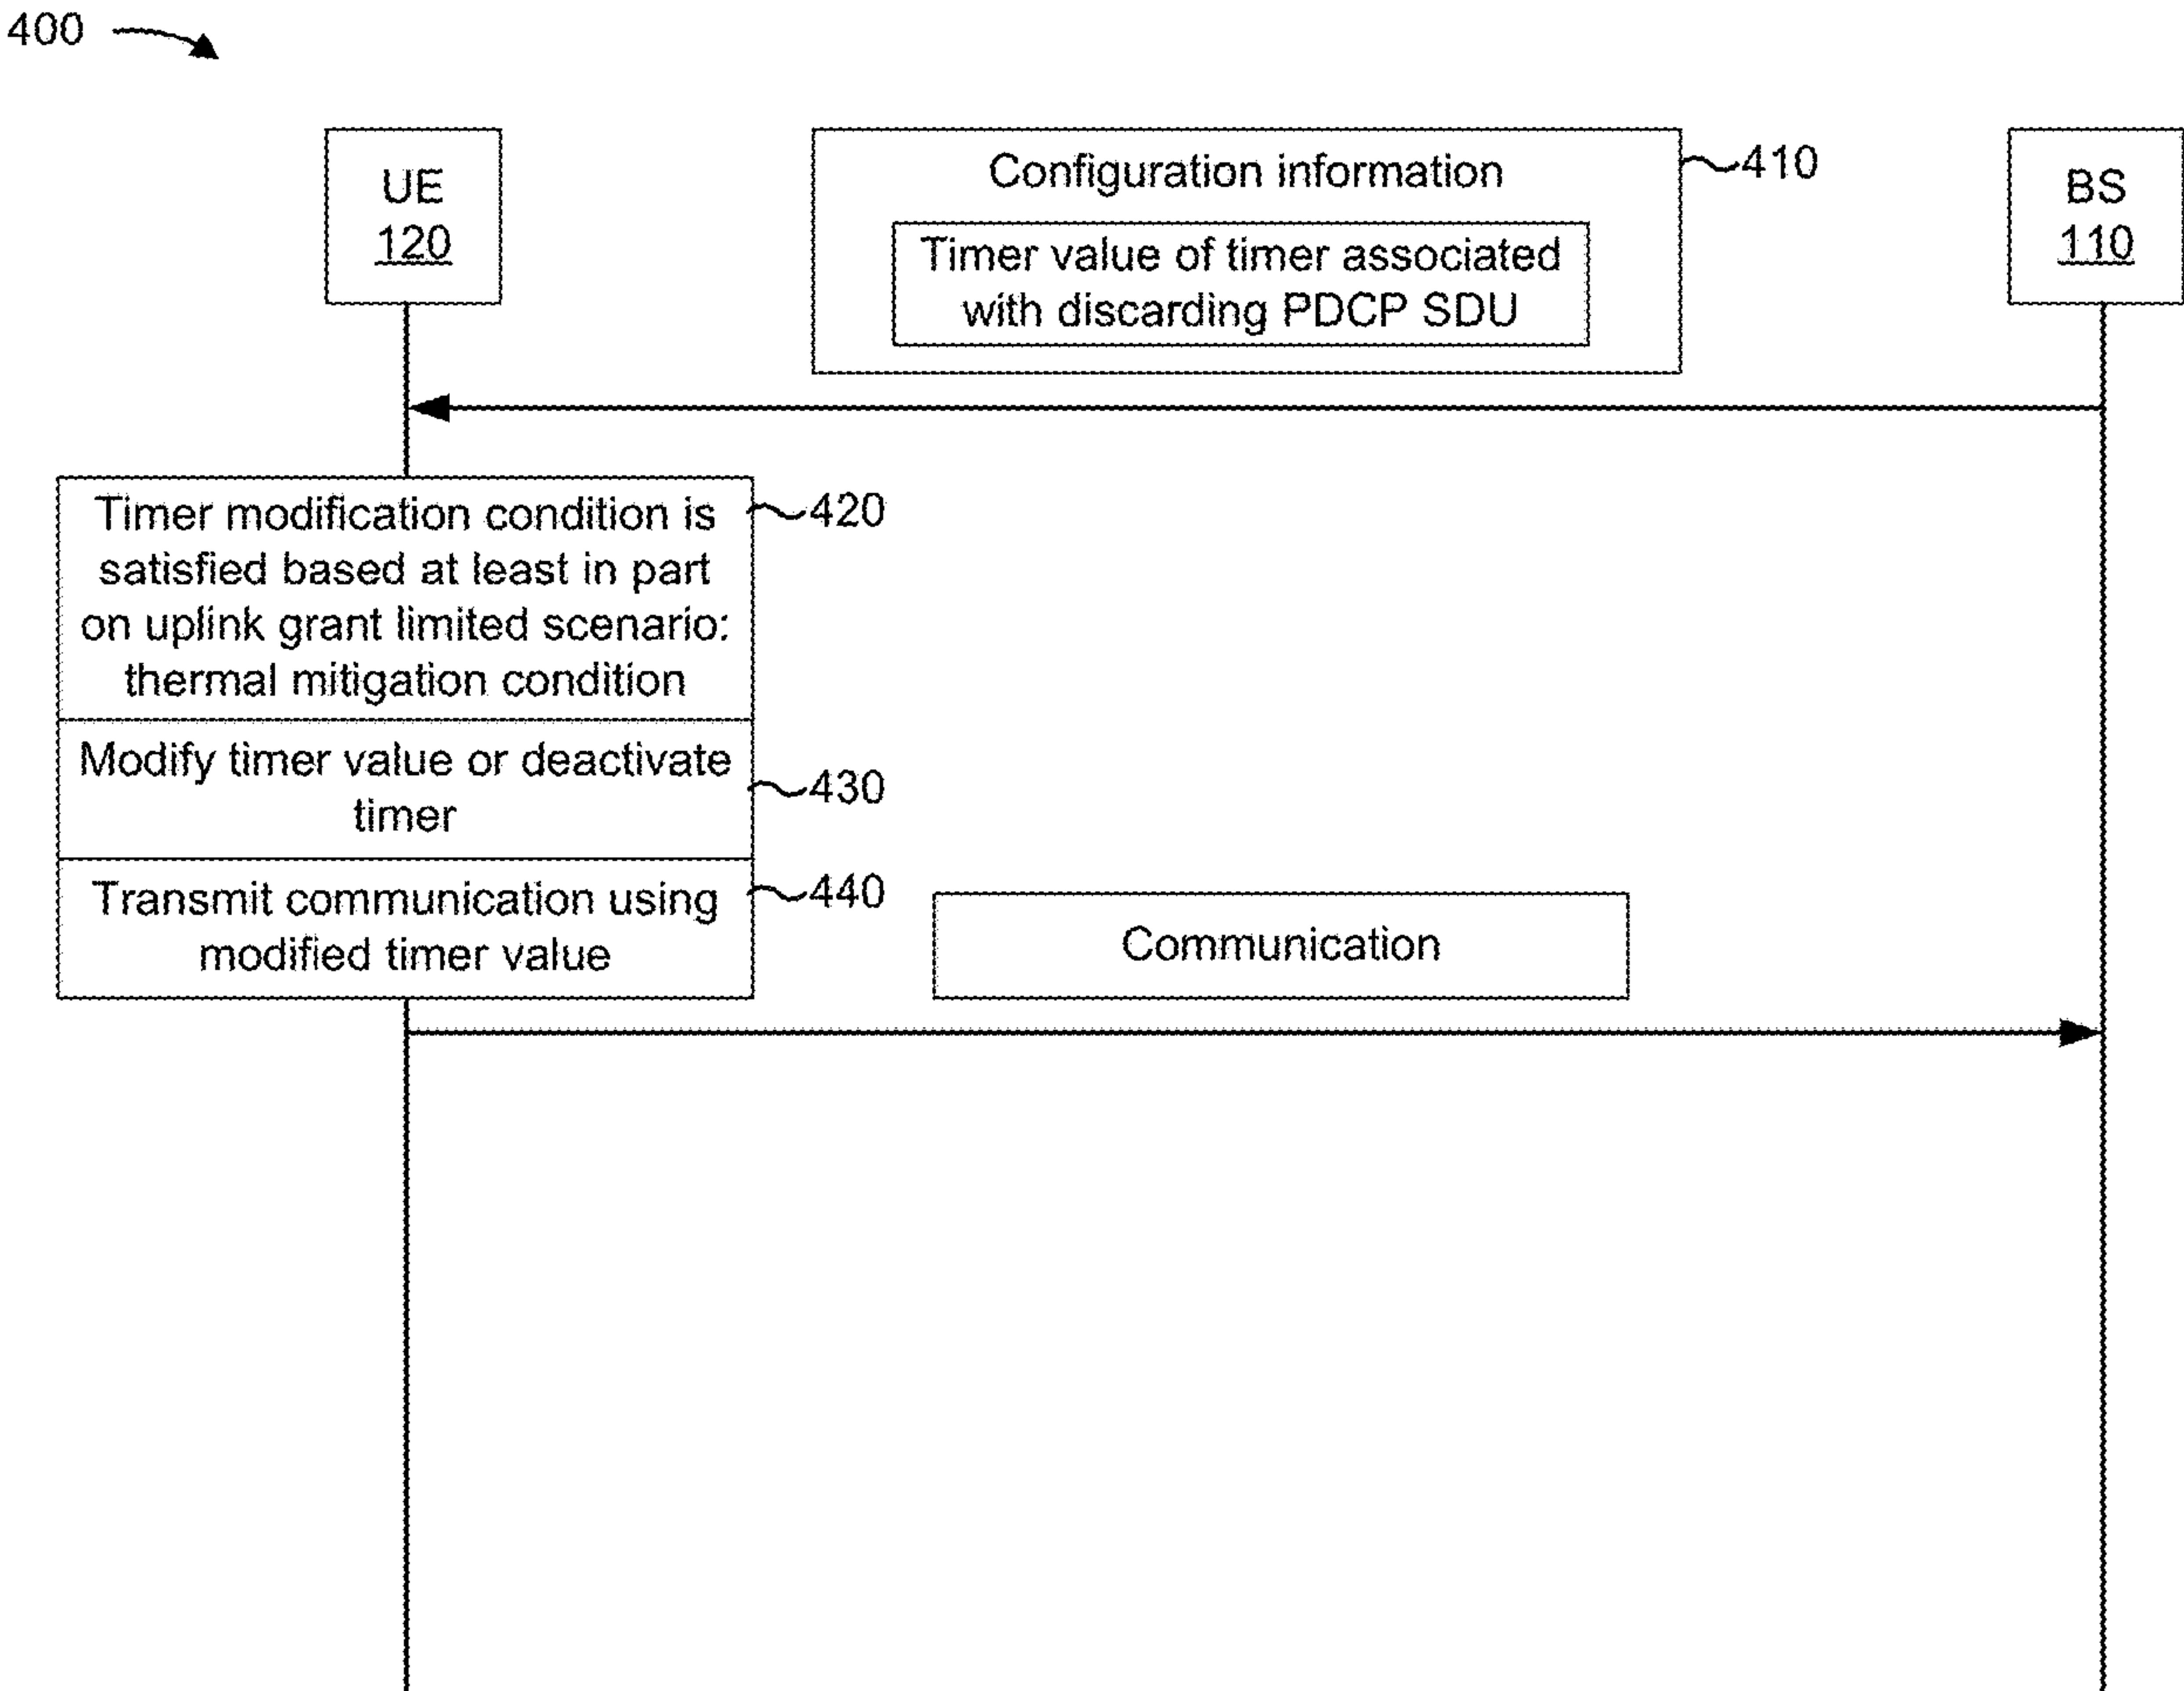 400
UE
120
Configuration information
410
Timer value of timer associated
with discarding PDCP SDU
BS
110
Timer modification condition is
satisfied based at least in part
on uplink grant limited scenario:
thermal mitigation condition
420
Modify timer value or deactivate
timer
430
Transmit communication using
modified timer value
440
Communication